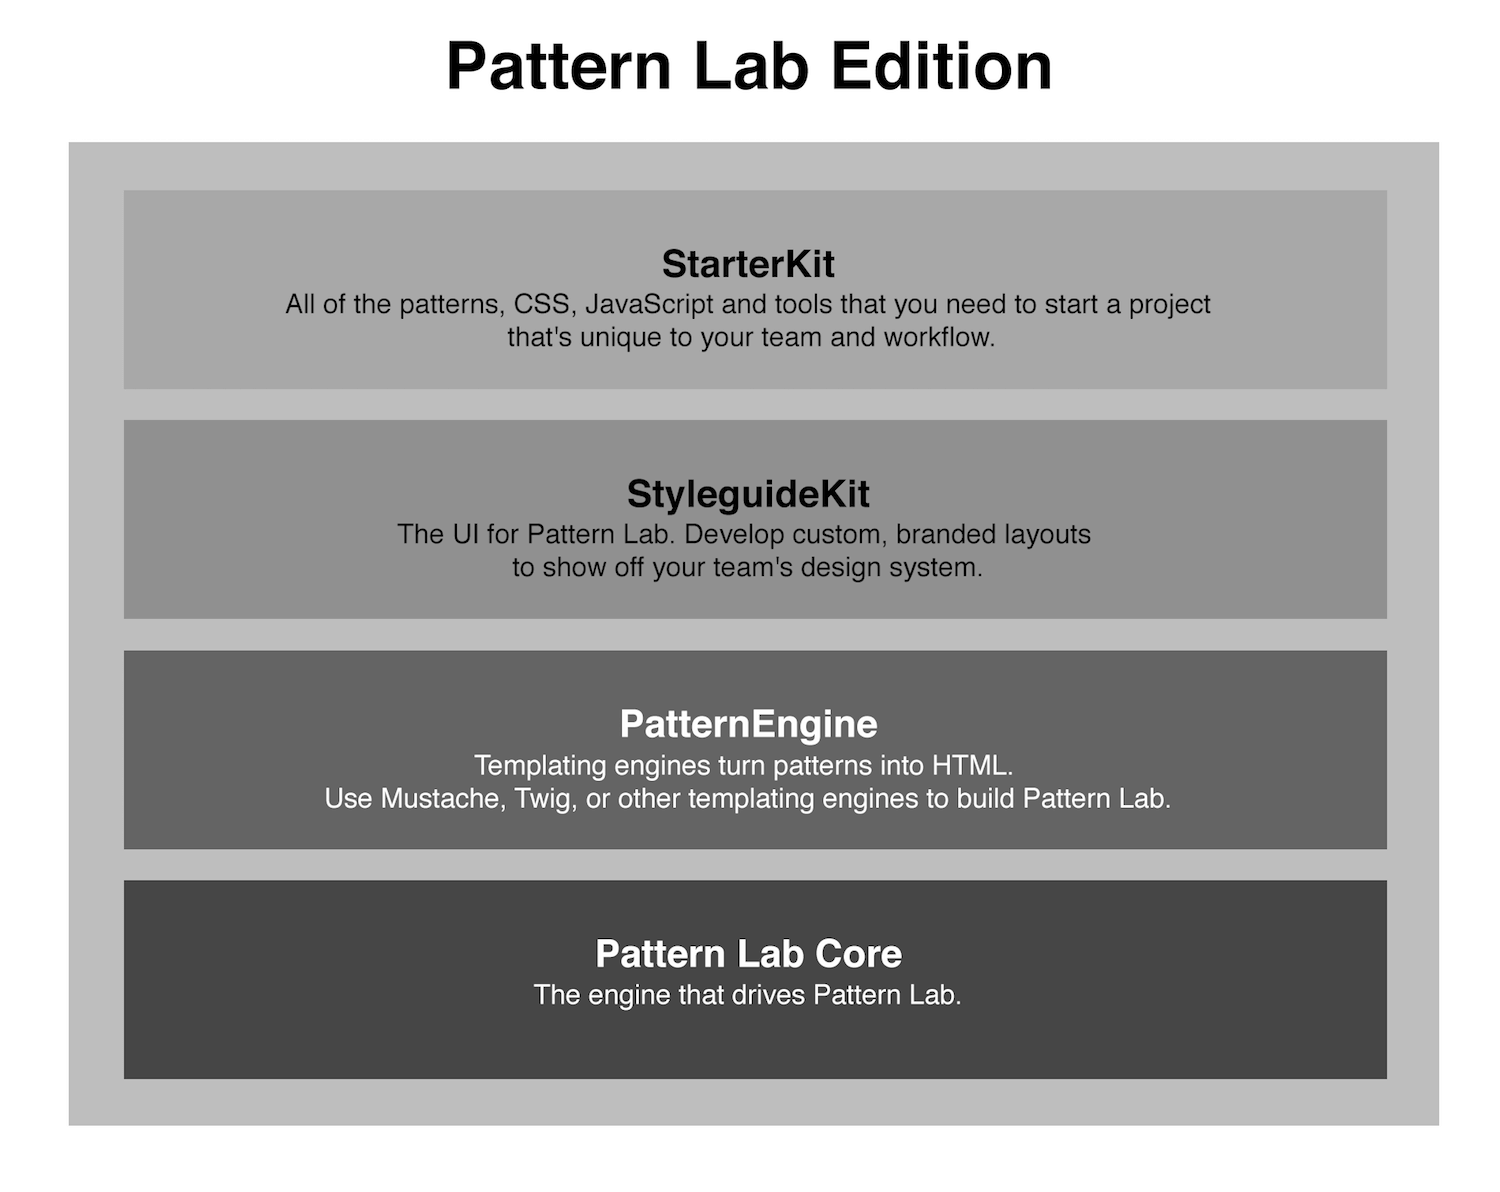 Pattern Lab Edition
StarterKit
All of the patterns, CSS, JavaScript and tools that you need to start a project
that's unique to your team and workflow.
StyleguideKit
The UI for Pattern Lab. Develop custom, branded layouts
to show off your team's design system.
PatternEngine
Templating engines turn patterns into HTML.
Use Mustache, Twig, or other templating engines to build Pattern Lab.
Pattern Lab Core
The engine that drives Pattern Lab.